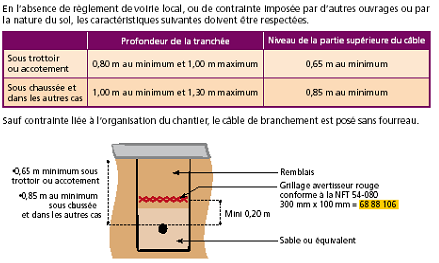 En l'absence de règlement de voirie local, ou de contrainte imposée par d'autres ouvrages ou par
la nature du sol, les caractéristiques suivantes doivent être respectées.
Profondeur de la tranchée Niveau de la partie supérieure du câble
Sous trottoir
ou accotement 0,80 m au minimum et 1,00 m maximum 0,65 m au minimum
Sous chaussée et
dans les autres cas 1,00 m au minimum et 1,30 m maximum 0,85 m au minimum
Sauf contrainte liée à l'organisation du chantier, le câble de branchement est posé sans fourreau.
•0,65 m minimum sous
trottoir ou accotement
•0,85 m au minimum
sous chussée
et dans les autres cas
Mini 0,20 m
Remblais
Grillage avertisseur rouge
conforme à la NFT 54-080
300 mm x 100 mm = 68 88 106
Sable ou équivalent